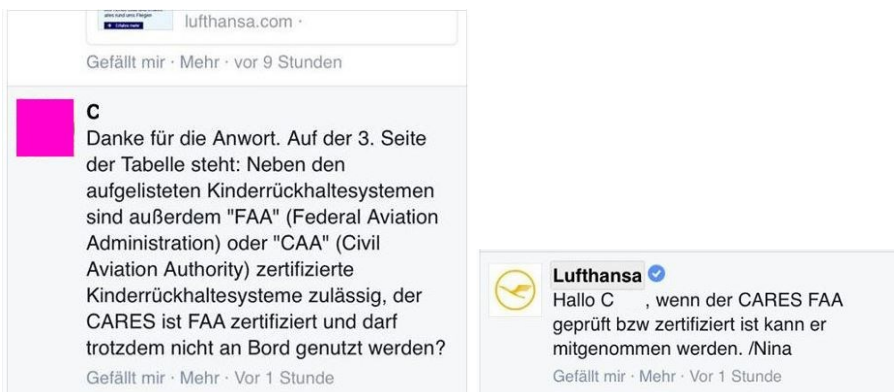 lufthansa.com ·
Gefällt mir · Mehr · vor 9 Stunden
C
Danke für die Anwort. Auf der 3. Seite
der Tabelle steht: Neben den
aufgelisteten Kinderrückhaltesystemen
sind außerdem "FAA" (Federal Aviation
Administration) oder "CAA" (Civil
Aviation Authority) zertifizierte
Kinderrückhaltesysteme zulässig, der
CARES ist FAA zertifiziert und darf
trotzdem nicht an Bord genutzt werden?
Gefällt mir · Mehr · Vor 1 Stunde
Lufthansa
Hallo C , wenn der CARES FAA
geprüft bzw zertifiziert ist kann er
mitgenommen werden. /Nina
Gefällt mir · Mehr · Vor 1 Stunde